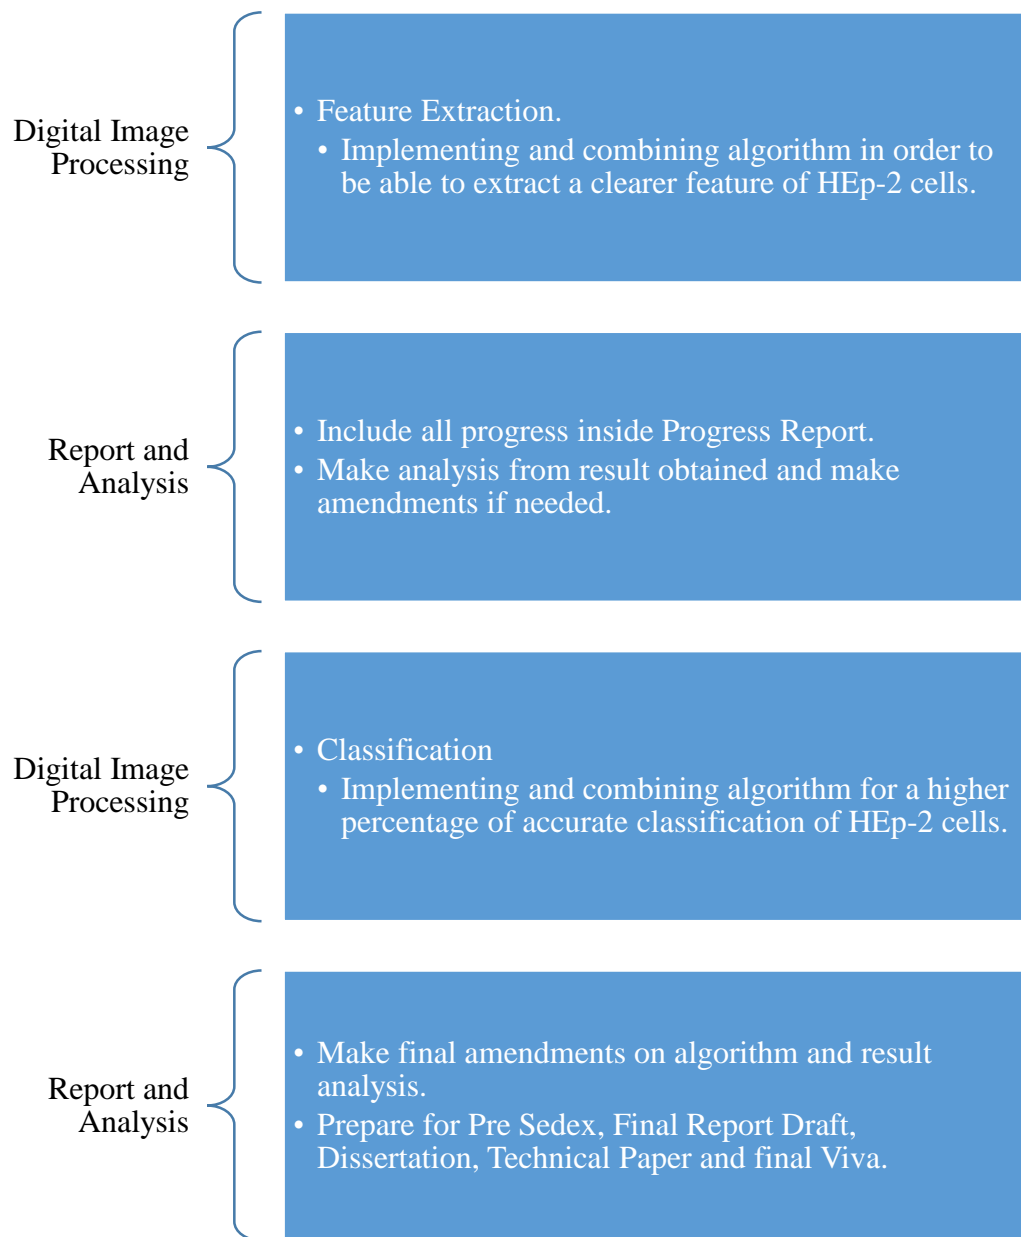 Digital Image
Processing
• Feature Extraction.
• Implementing and combining algorithm in order to
be able to extract a clearer feature of HEp-2 cells.
Report and
Analysis
• Include all progress inside Progress Report.
• Make analysis from result obtained and make
amendments if needed.
Digital Image
Processing
• Classification
• Implementing and combining algorithm for a higher
percentage of accurate classification of HEp-2 cells.
Report and
Analysis
• Make final amendments on algorithm and result
analysis.
• Prepare for Pre Sedex, Final Report Draft,
Dissertation, Technical Paper and final Viva.